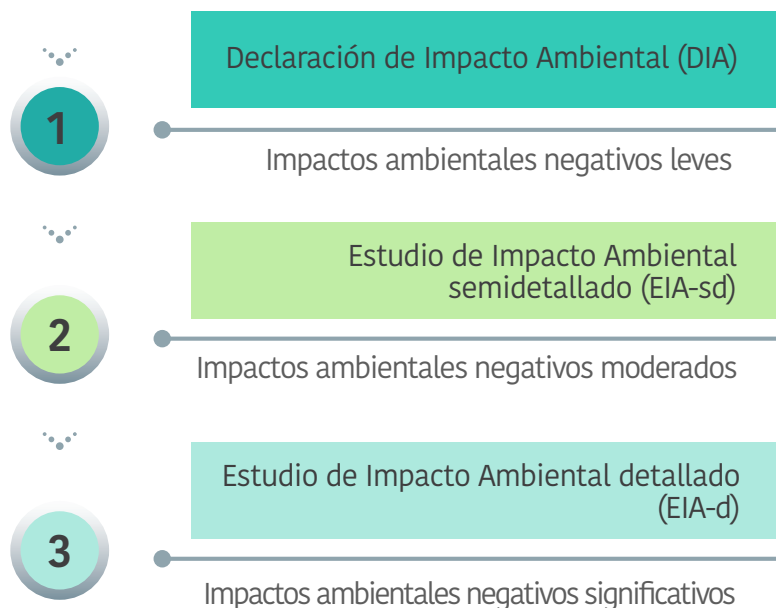 1
Declaración de Impacto Ambiental (DIA)
Impactos ambientales negativos leves
2
Estudio de Impacto Ambiental
semidetallado (EIA-sd)
Impactos ambientales negativos moderados
3
Estudio de Impacto Ambiental detallado
(EIA-d)
Impactos ambientales negativos significativos